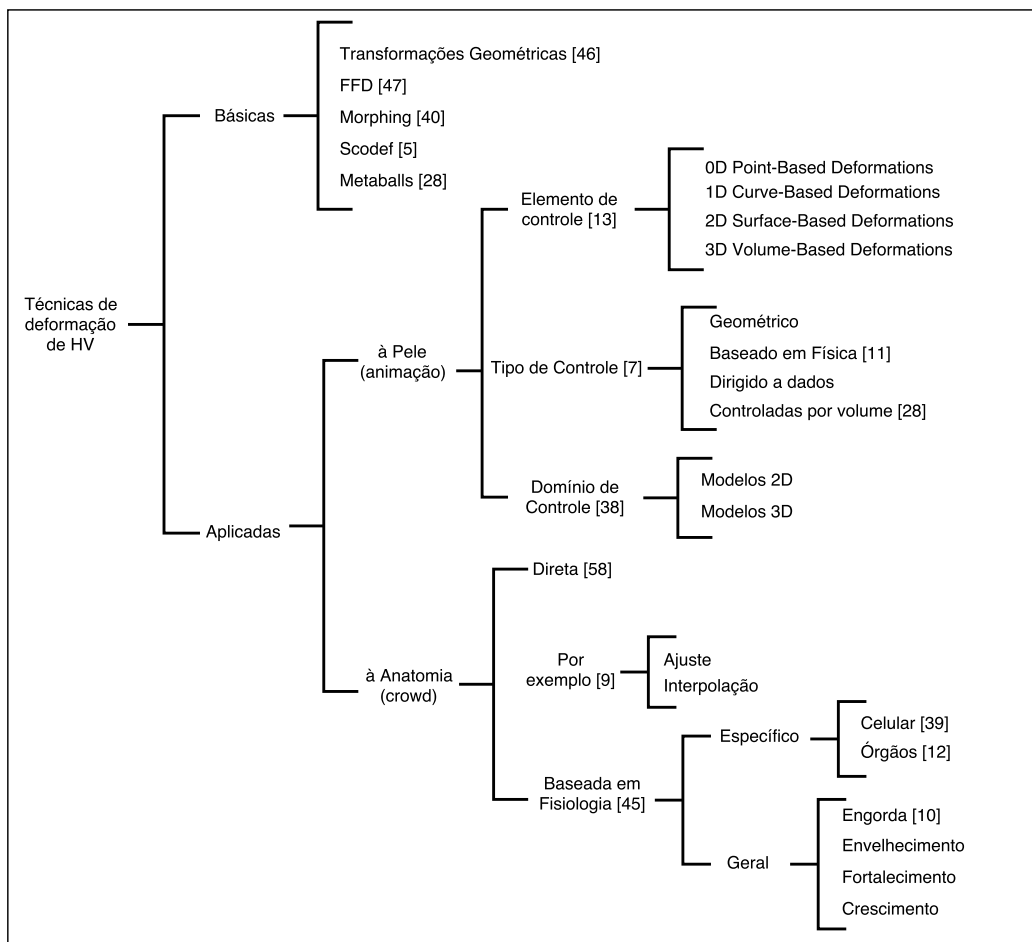 Técnicas de
deformação
de HV
Básicas
Transformações Geométricas [46]
FFD [47]
Morphing [40]
Scodef [5]
Metaballs [28]
Aplicadas
à Pele
(animação)
Elemento de
controle [13]
0D Point-Based Deformations
1D Curve-Based Deformations
2D Surface-Based Deformations
3D Volume-Based Deformations
Tipo de Controle [7]
Geométrico
Baseado em Física [11]
Dirigido a dados
Controladas por volume [28]
Domínio de
Controle [38]
Modelos 2D
Modelos 3D
à Anatomia
(crowd)
Direta [58]
Por
exemplo [9]
Ajuste
Interpolação
Baseada em
Fisiologia [45]
Específico
Celular [39]
Órgãos [12]
Geral
Engorda [10]
Envelhecimento
Fortalecimento
Crescimento